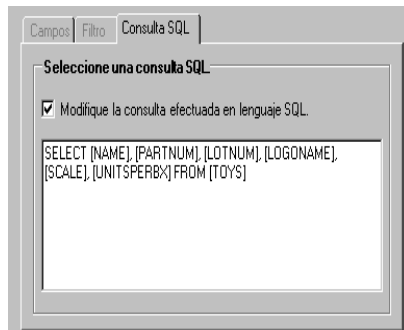 Campos Filtro Consulta SQL
Seleccione una consulta SQL
Modifique la consulta efectuada en lenguaje SQL.
SELECT [NAME], [PARTNUM], [LOTNUM], [LOGONAME],
[SCALE], [UNITSPERBX] FROM [TOYS]